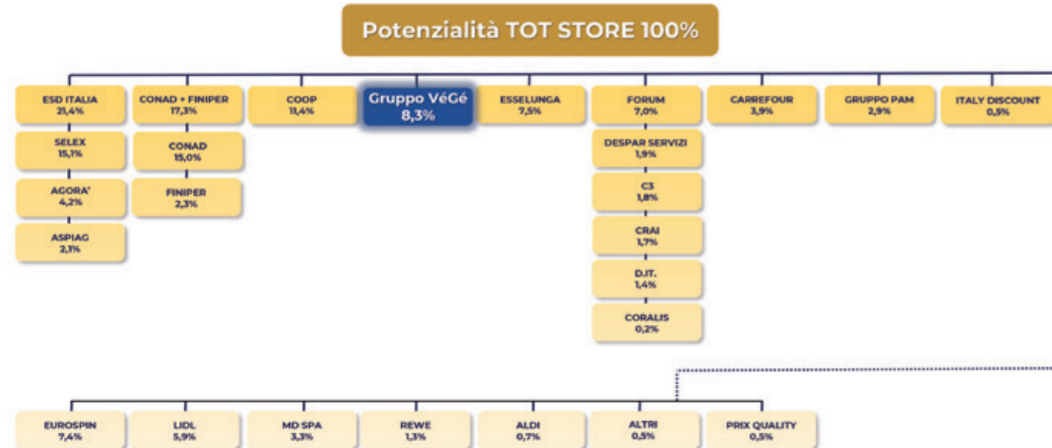 Potenzialità TOT STORE 100%
ESD ITALIA
21,4%
CONAD + FINIPER
17,3%
COOP
11,4%
Gruppo VéGé
8,3%
ESSELUNGA
7,5%
FORUM
7,0%
CARREFOUR
3,9%
GRUPPO PAM
2,9%
ITALY DISCOUNT
0,5%
SELEX
15,1%
CONAD
15,0%
DESPAR SERVIZI
1,9%
AGORA'
4,2%
FINIPER
2,3%
C3
1,8%
ASPIAG
2,1%
CRAI
1,7%
D.IT.
1,4%
CORALIS
0,2%
EUROSPIN
7,4%
LIDL
5,9%
MD SPA
3,3%
REWE
1,3%
ALDI
0,7%
ALTRI
0,5%
PRIX QUALITY
0,5%